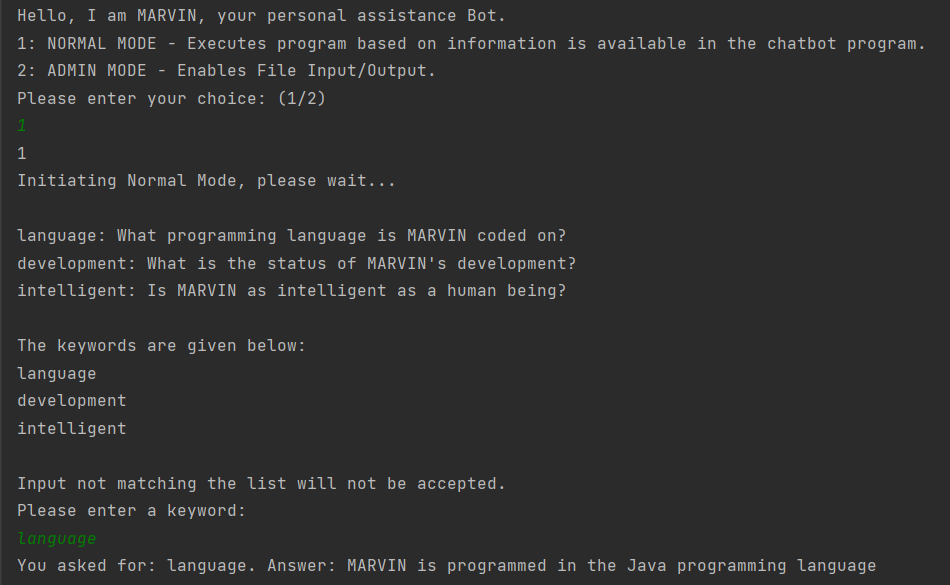 Hello, I am MARVIN, your personal assistance Bot.
1: NORMAL MODE - Executes program based on information is available in the chatbot program.
2: ADMIN MODE - Enables File Input/Output.
Please enter your choice: (1/2)
1
1
Initiating Normal Mode, please wait...
language: What programming language is MARVIN coded on?
development: What is the status of MARVIN's development?
intelligent: Is MARVIN as intelligent as a human being?
The keywords are given below:
language
development
intelligent
Input not matching the list will not be accepted.
Please enter a keyword:
language
You asked for: language. Answer: MARVIN is programmed in the Java programming language